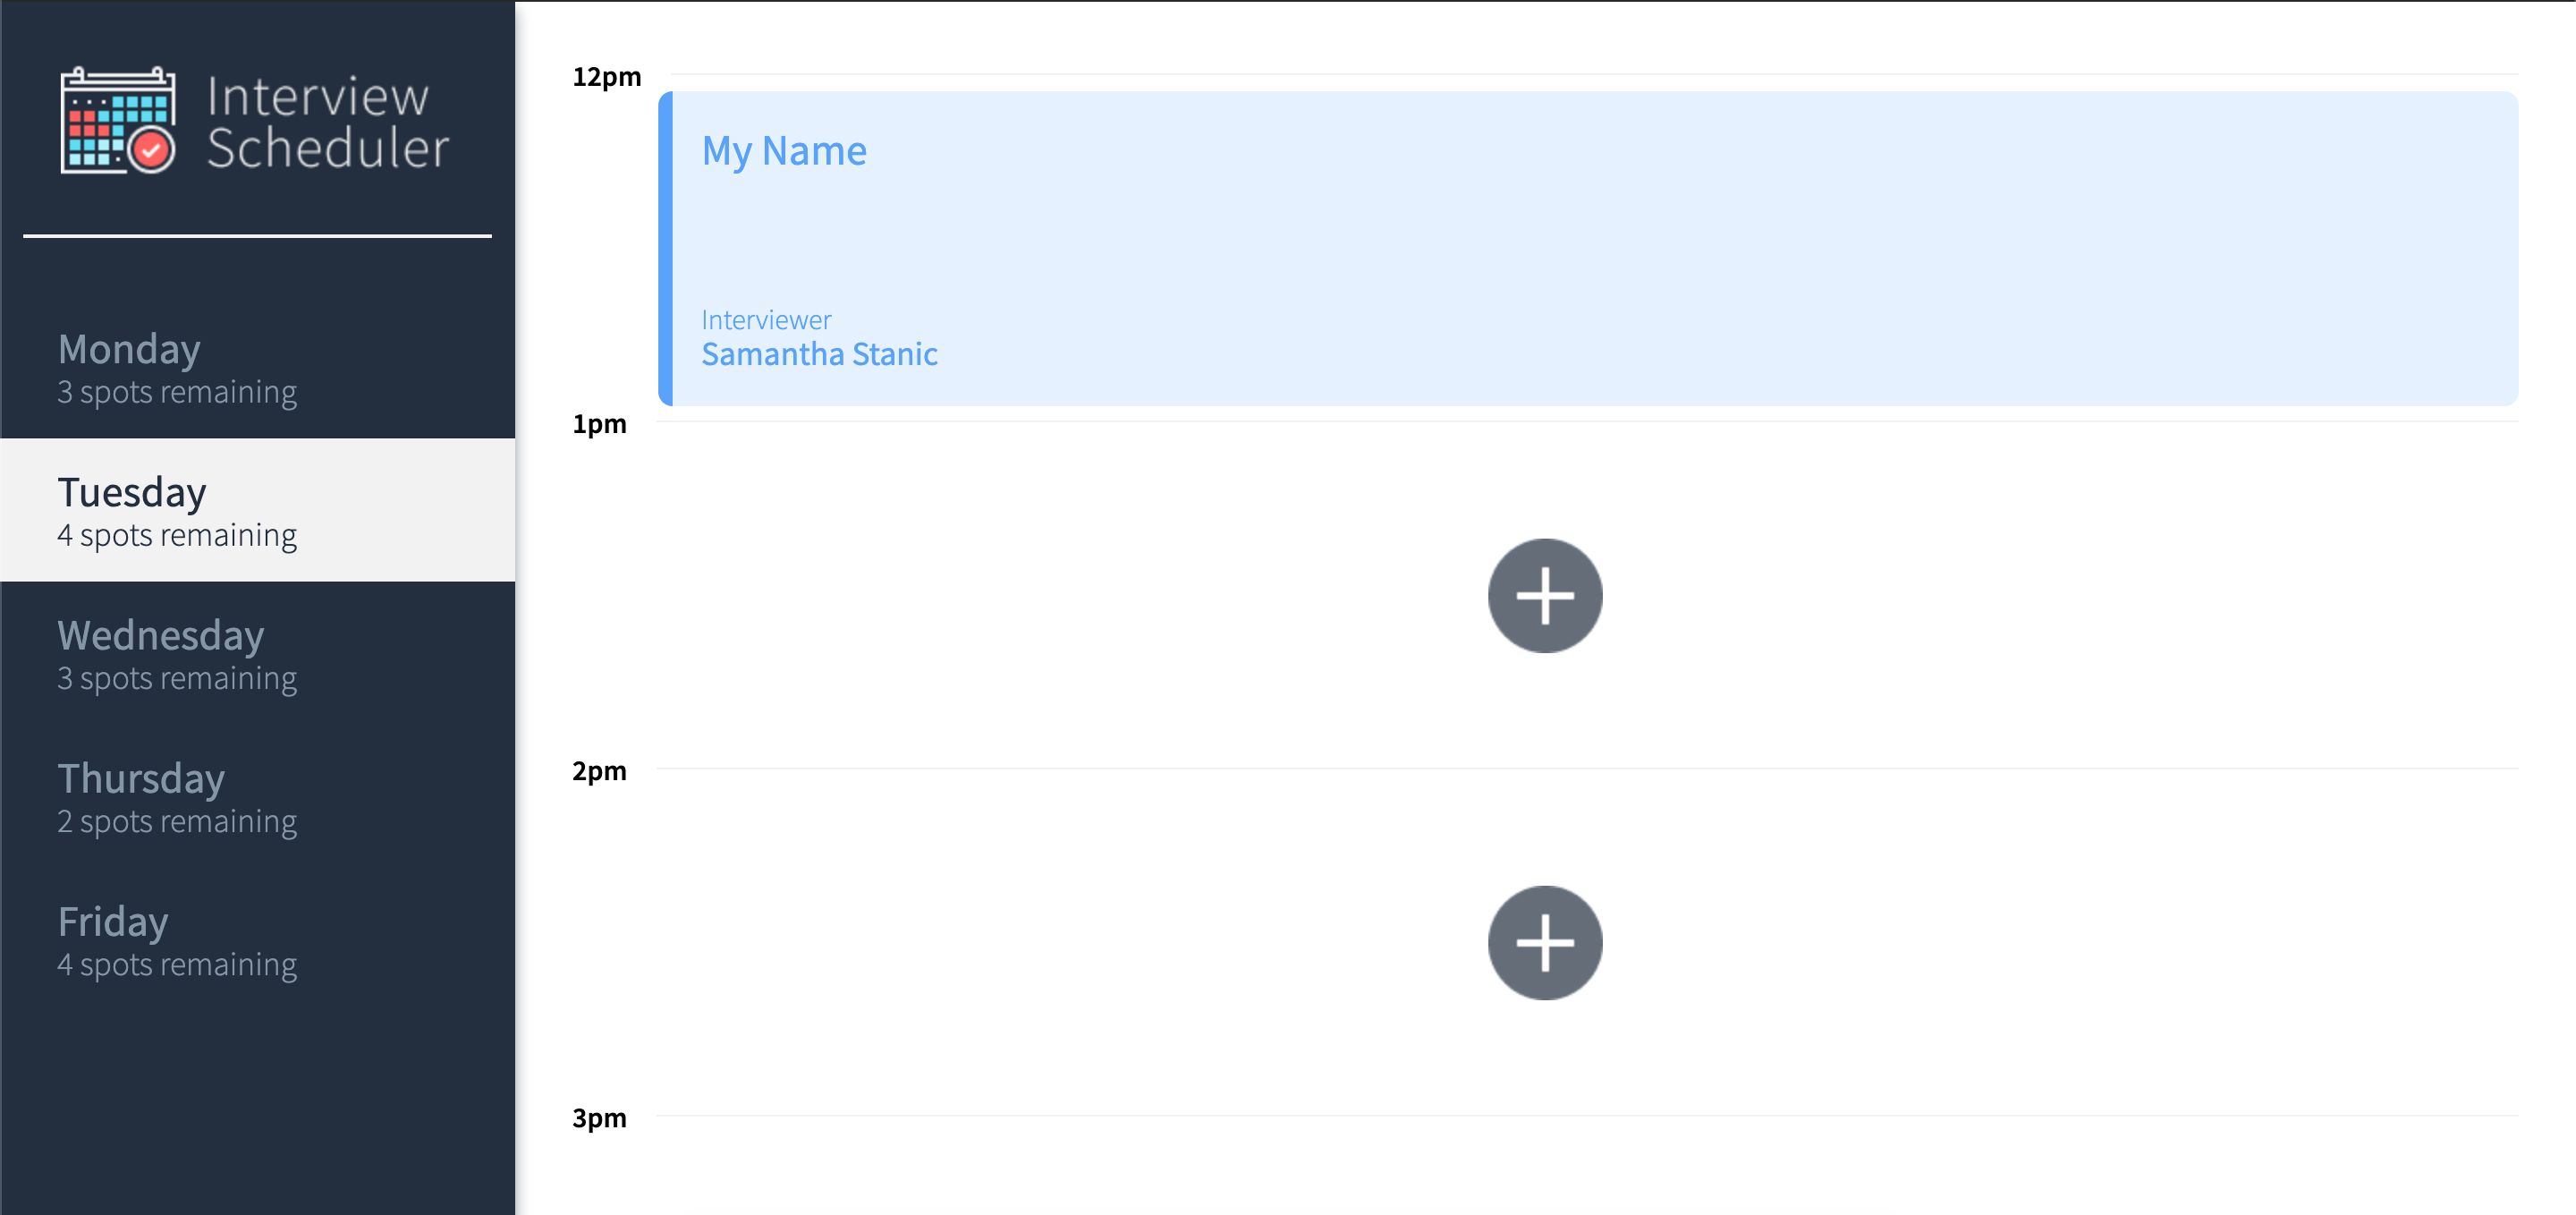 Interview
Scheduler
Monday
3 spots remaining
Tuesday
4 spots remaining
Wednesday
3 spots remaining
Thursday
2 spots remaining
Friday
4 spots remaining
12pm
My Name
Interviewer
Samantha Stanic
1pm
2pm
3pm